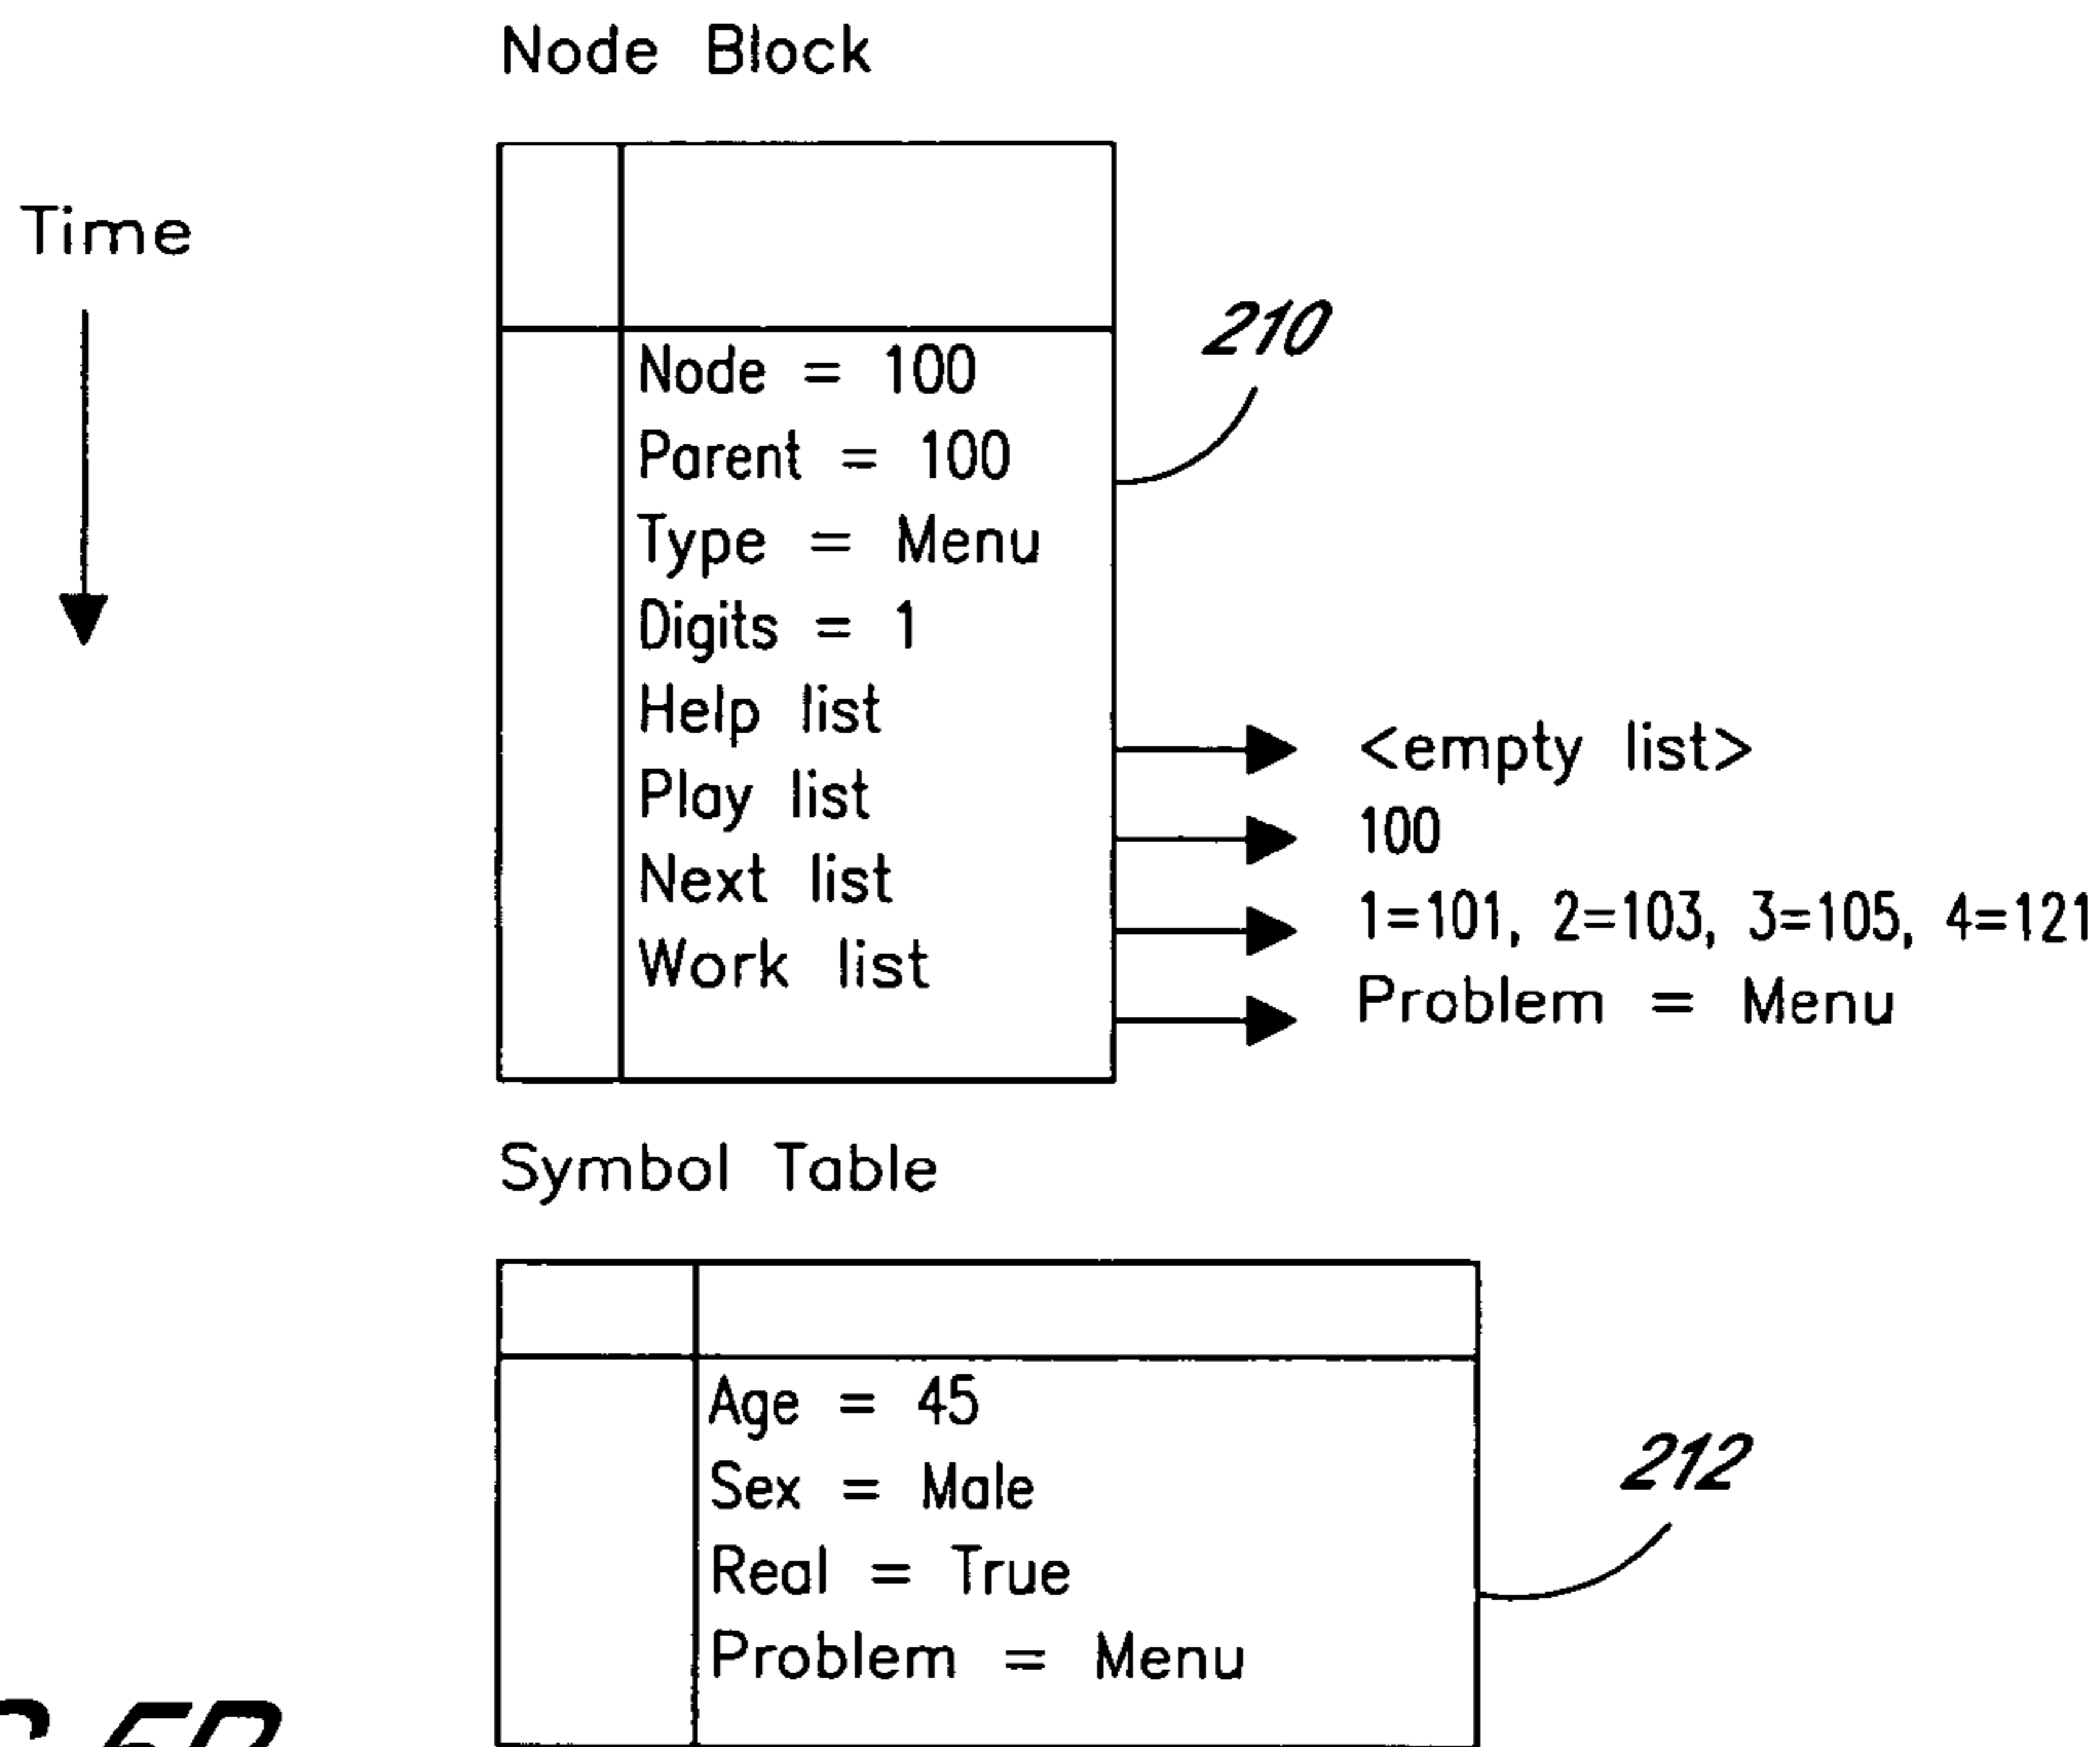 Node Block
Time
210
Node = 100
Parent = 100
Type = Menu
Digits = 1
Help list
<empty list>
Play list
100
Next list
1=101, 2=103, 3=105, 4=121
Work list
Problem = Menu
Symbol Table
Age = 45
212
Sex = Male
Real = True
Problem = Menu